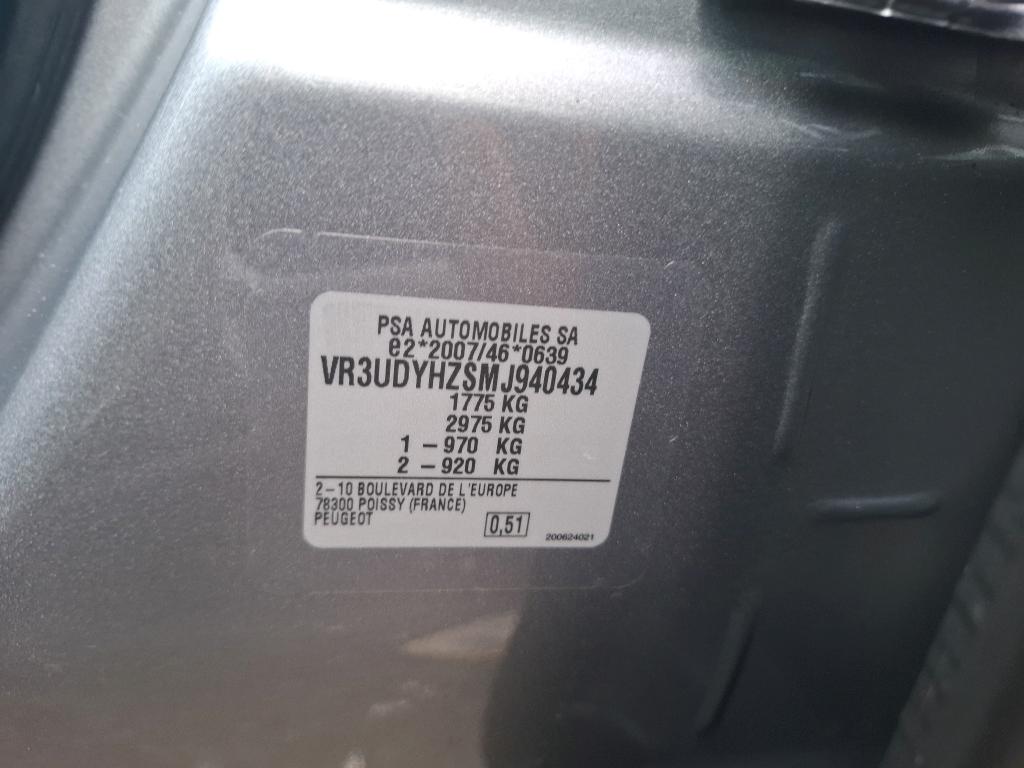 PSA AUTOMOBILES SA
e2*2007/46*0639
VR3UDYHZSMJ940434
1775 KG
2975 KG
1 – 970 KG
2 – 920 KG
2–10 BOULEVARD DE L'EUROPE
78300 POISSY (FRANCE)
PEUGEOT
0,51
200624021